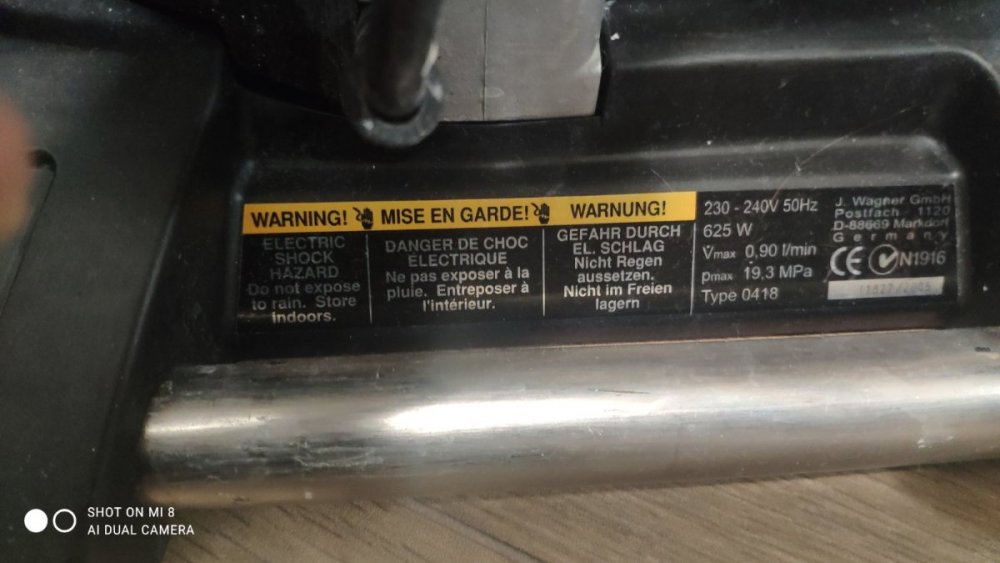 WARNING!
ELECTRIC
SHOCK
HAZARD
Do not expose
to rain. Store
indoors.
MISE EN GARDE!
DANGER DE CHOC
ÉLECTRIQUE
Ne pas exposer à la
pluie. Entreposer à
l'intérieur.
WARNUNG!
GEFAHR DURCH
EL. SCHLAG
Nicht Regen
aussetzen.
Nicht im Freien
lagern
230 - 240V 50Hz
625 W
V̇max 0,90 l/min
pmax 19,3 MPa
Type 0418
J. Wagner GmbH
Postfach 1120
D-88669 Markdorf
Germany
CE N1916
SHOT ON MI 8
AI DUAL CAMERA